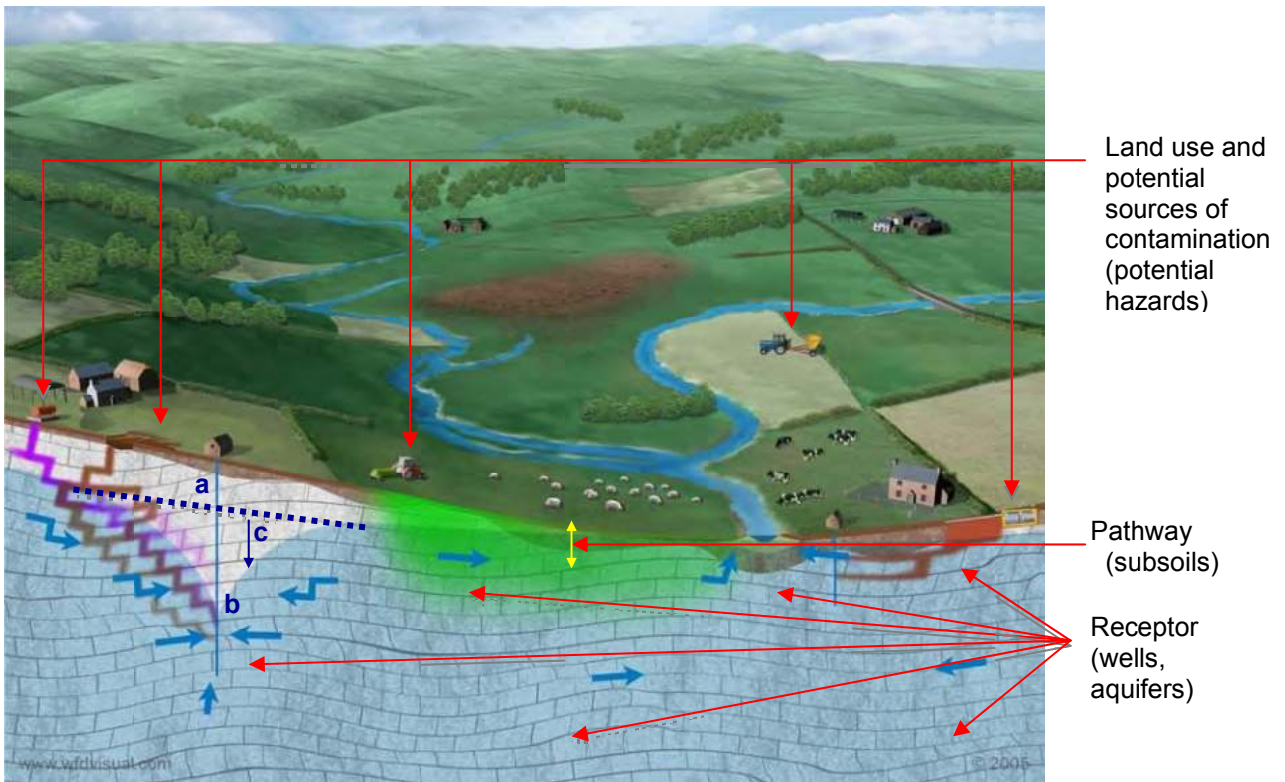 Land use and
potential
sources of
contamination
(potential
hazards)
a
c
b
Pathway
(subsoils)
Receptor
(wells,
aquifers)
www.wfdvisual.com
© 2005